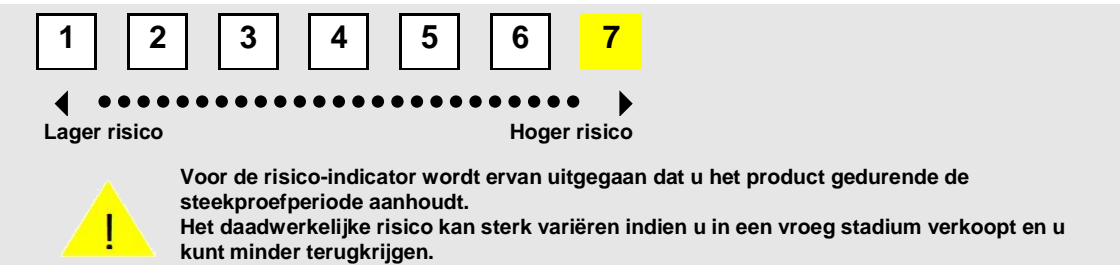 1 2 3 4 5 6 7
Lager risico Hoger risico
Voor de risico-indicator wordt ervan uitgegaan dat u het product gedurende de
steekproefperiode aanhoudt.
Het daadwerkelijke risico kan sterk variëren indien u in een vroeg stadium verkoopt en u
kunt minder terugkrijgen.
!